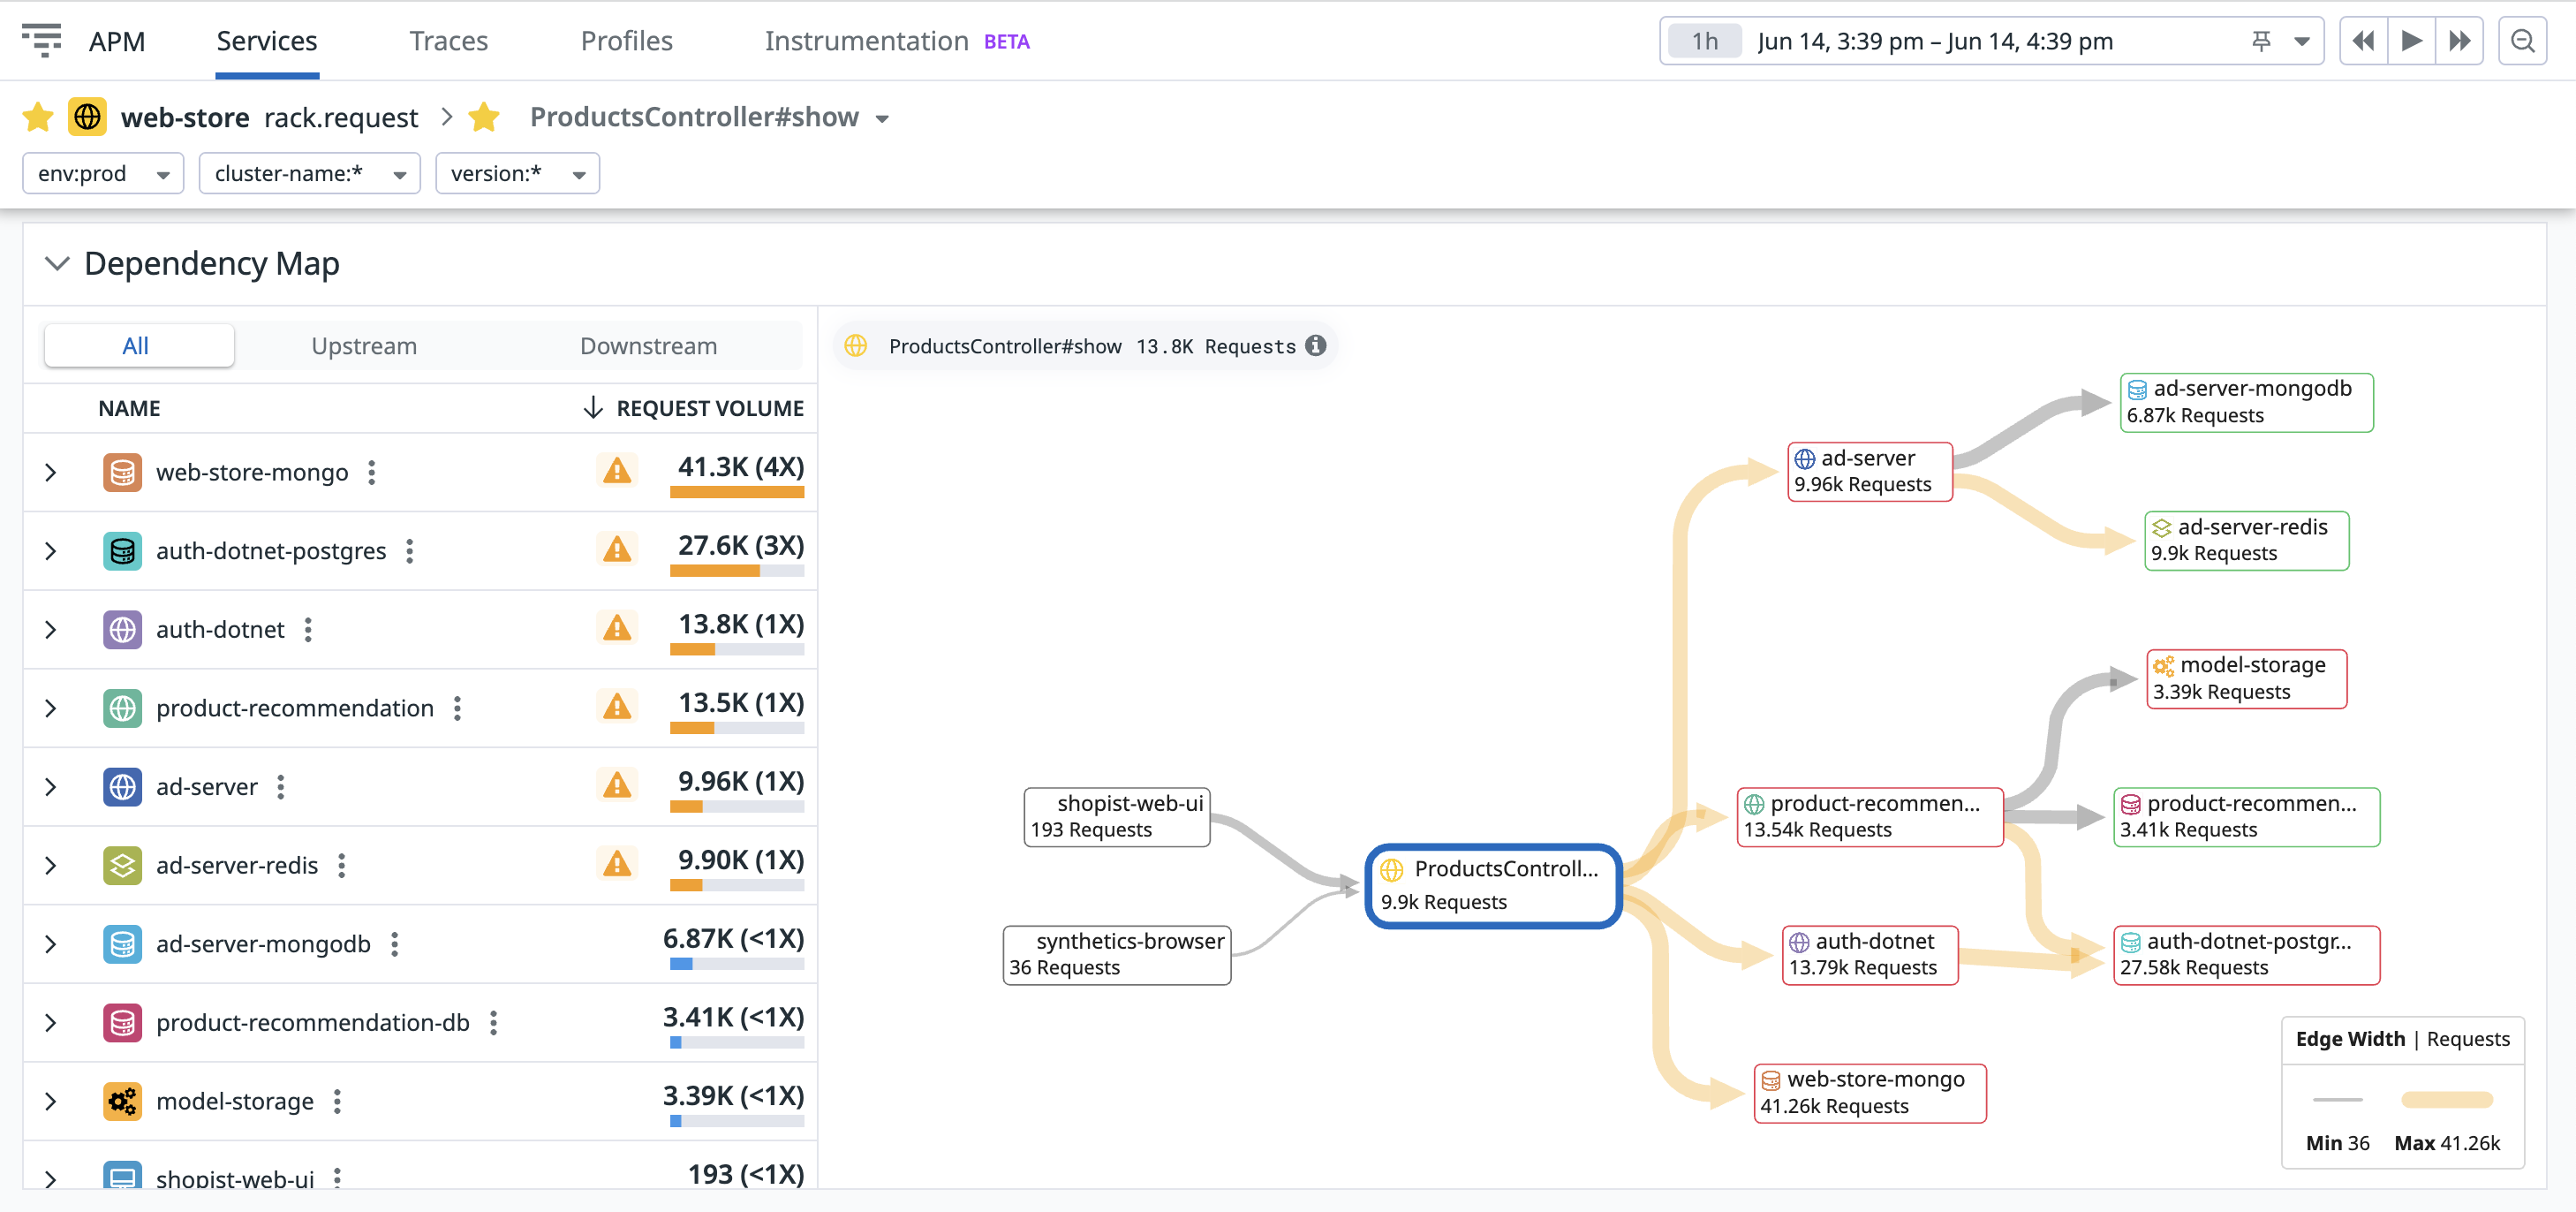 APM Services Traces Profiles Instrumentation BETA 1h Jun 14, 3:39 pm – Jun 14, 4:39 pm
web-store rack.request ProductsController#show
env:prod cluster-name:* version:*
Dependency Map
All Upstream Downstream
NAME REQUEST VOLUME
web-store-mongo 41.3K (4X)
auth-dotnet-postgres 27.6K (3X)
auth-dotnet 13.8K (1X)
product-recommendation 13.5K (1X)
ad-server 9.96K (1X)
ad-server-redis 9.90K (1X)
ad-server-mongodb 6.87K (<1X)
product-recommendation-db 3.41K (<1X)
model-storage 3.39K (<1X)
shopist-web-ui 193 (<1X)
ProductsController#show 13.8K Requests
shopist-web-ui
193 Requests
synthetics-browser
36 Requests
ProductsControll...
9.9k Requests
ad-server
9.96k Requests
product-recommen...
13.54k Requests
auth-dotnet
13.79k Requests
web-store-mongo
41.26k Requests
ad-server-mongodb
6.87k Requests
ad-server-redis
9.9k Requests
model-storage
3.39k Requests
product-recommen...
3.41k Requests
auth-dotnet-postgr...
27.58k Requests
Edge Width | Requests
Min 36 Max 41.26k